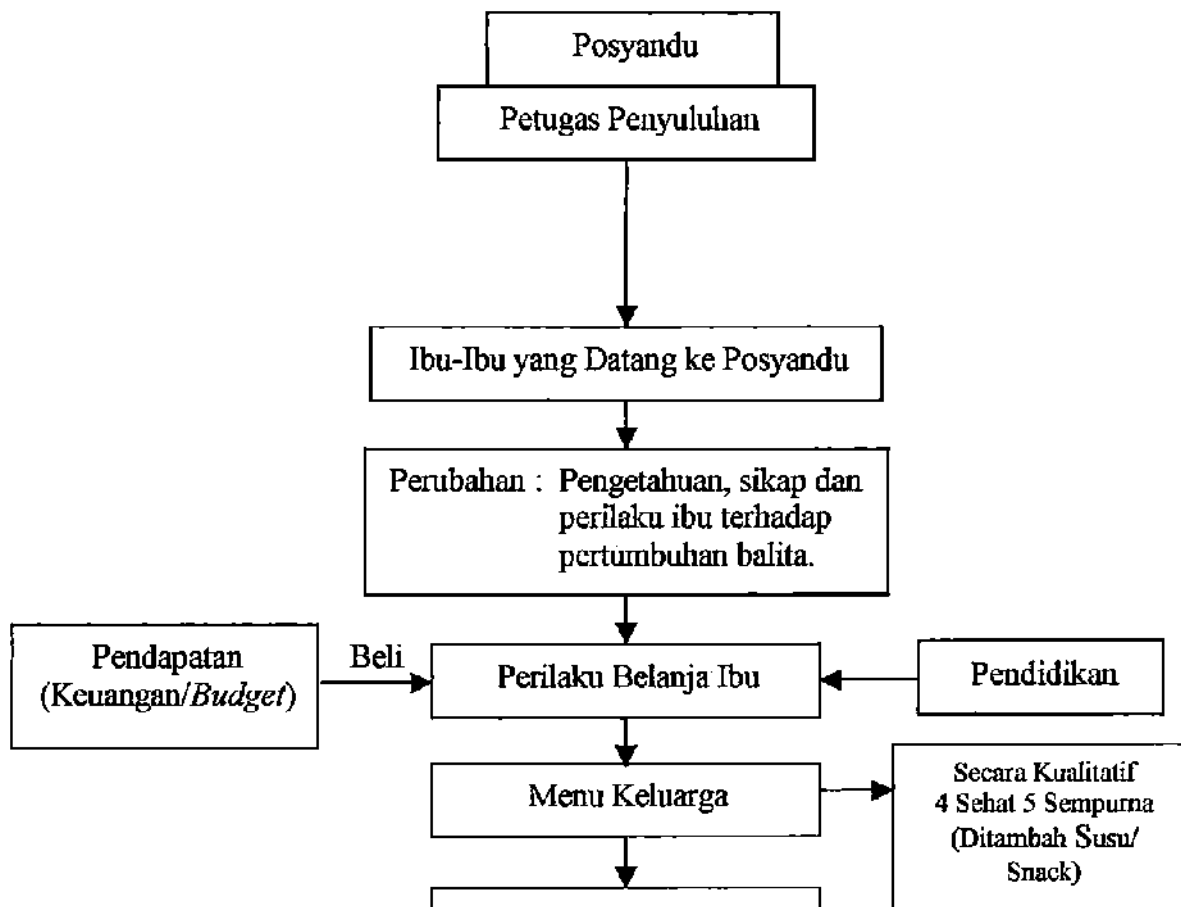 Posyandu
Petugas Penyuluhan
Ibu-Ibu yang Datang ke Posyandu
Perubahan : Pengetahuan, sikap dan
perilaku ibu terhadap
pertumbuhan balita.
Pendapatan
(Keuangan/Budget)
Beli
Perilaku Belanja Ibu
Pendidikan
Menu Keluarga
Secara Kualitatif
4 Sehat 5 Sempurna
(Ditambah Susu/
Snack)